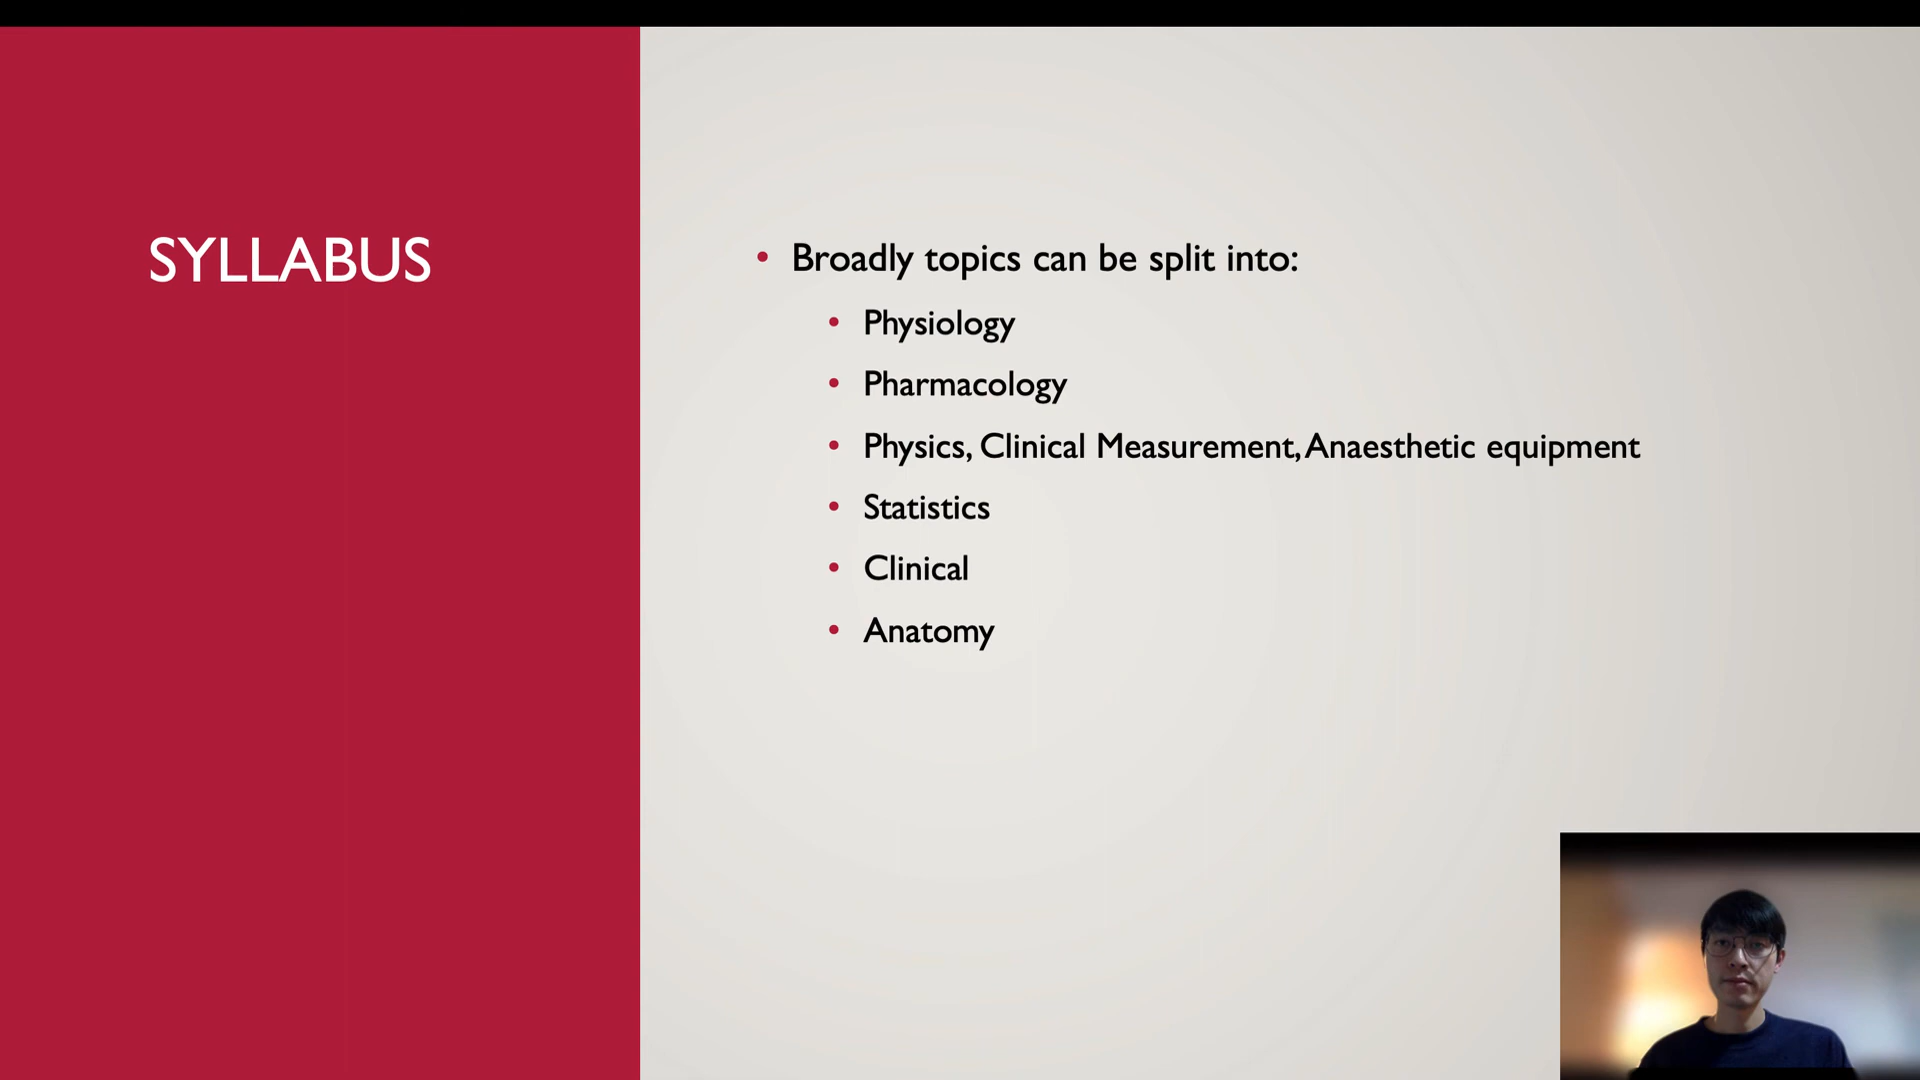 SYLLABUS
• Broadly topics can be split into:
• Physiology
• Pharmacology
• Physics, Clinical Measurement, Anaesthetic equipment
• Statistics
• Clinical
• Anatomy